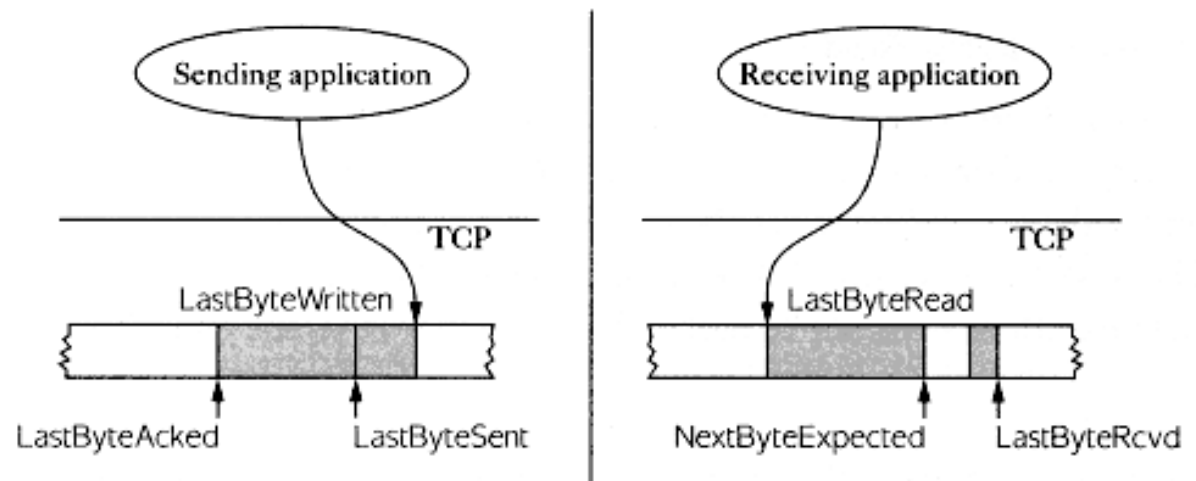 Sending application
TCP
LastByteWritten
LastByteAcked
LastByteSent
Receiving application
TCP
LastByteRead
NextByteExpected
LastByteRcvd